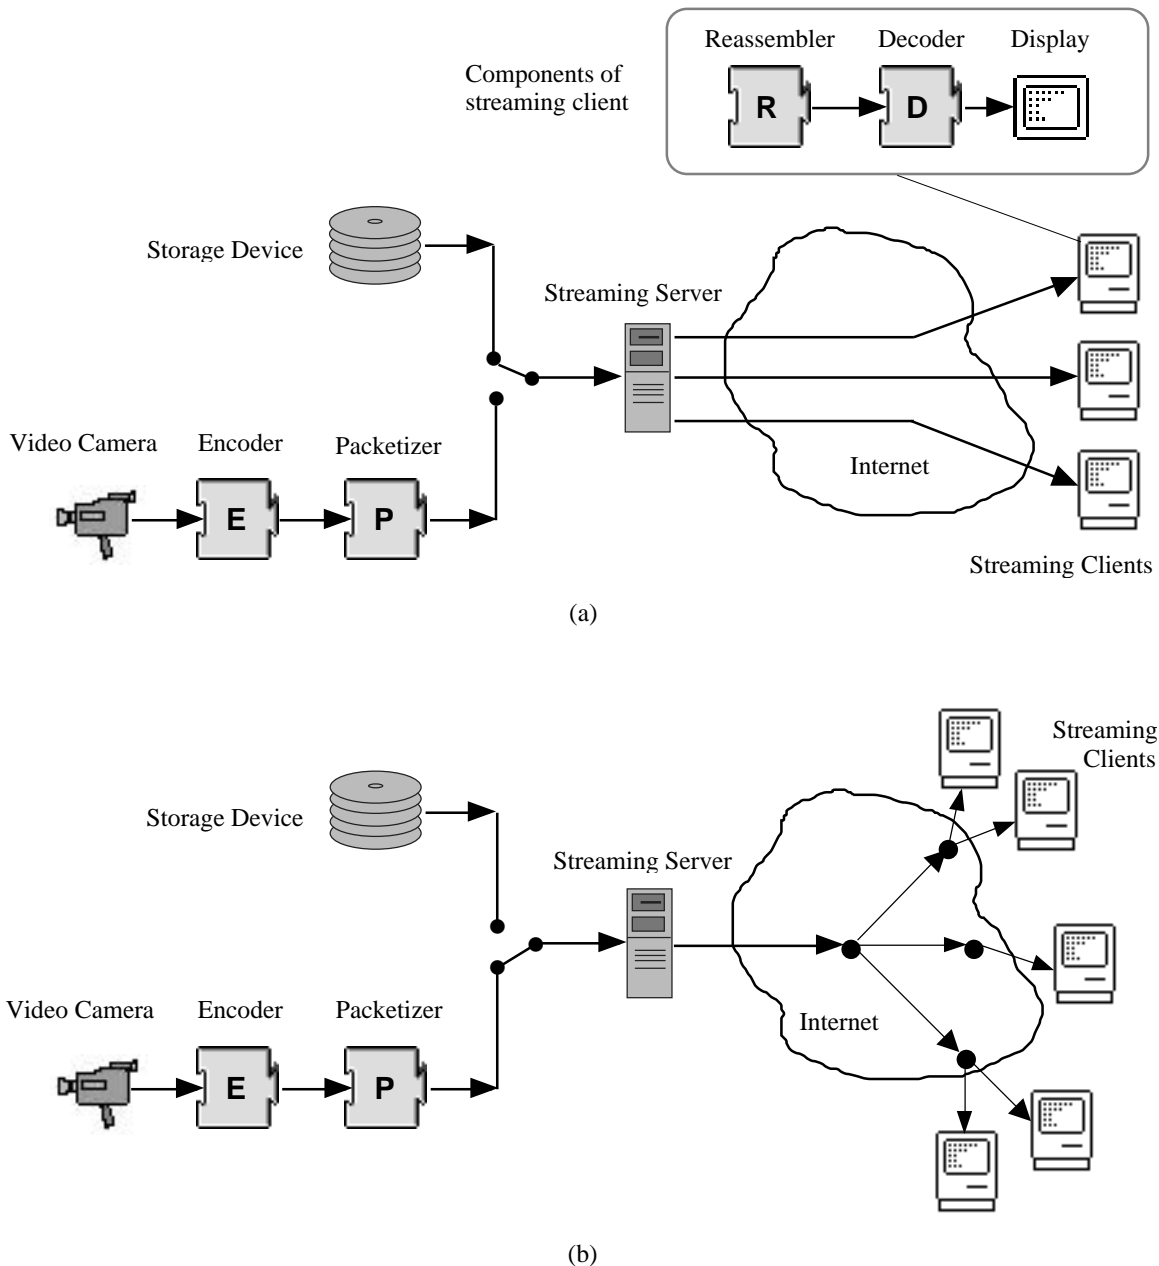 Reassembler Decoder Display
Components of
streaming client
R D
Storage Device
Streaming Server
Video Camera Encoder Packetizer
Internet
E P
Streaming Clients
(a)
Streaming
Clients
Storage Device
Streaming Server
Video Camera Encoder Packetizer
Internet
E P
(b)